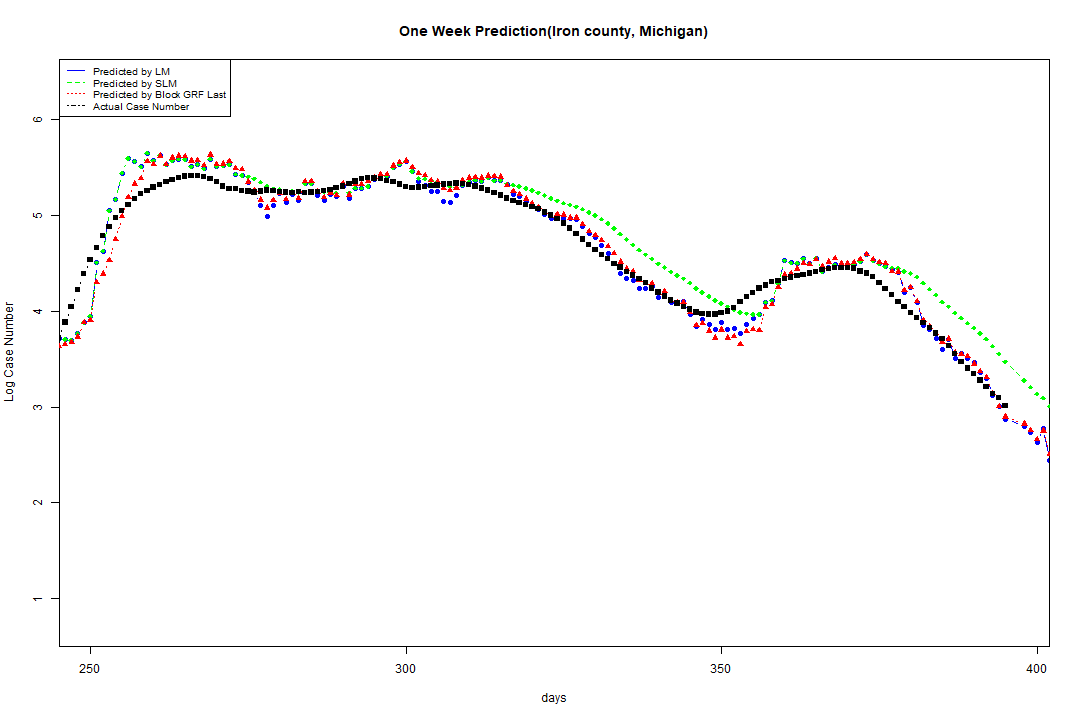 One Week Prediction(Iron county, Michigan)
Predicted by LM
Predicted by SLM
Predicted by Block GRF Last
Actual Case Number
6
5
4
3
2
1
Log Case Number
250 300 350 400
days